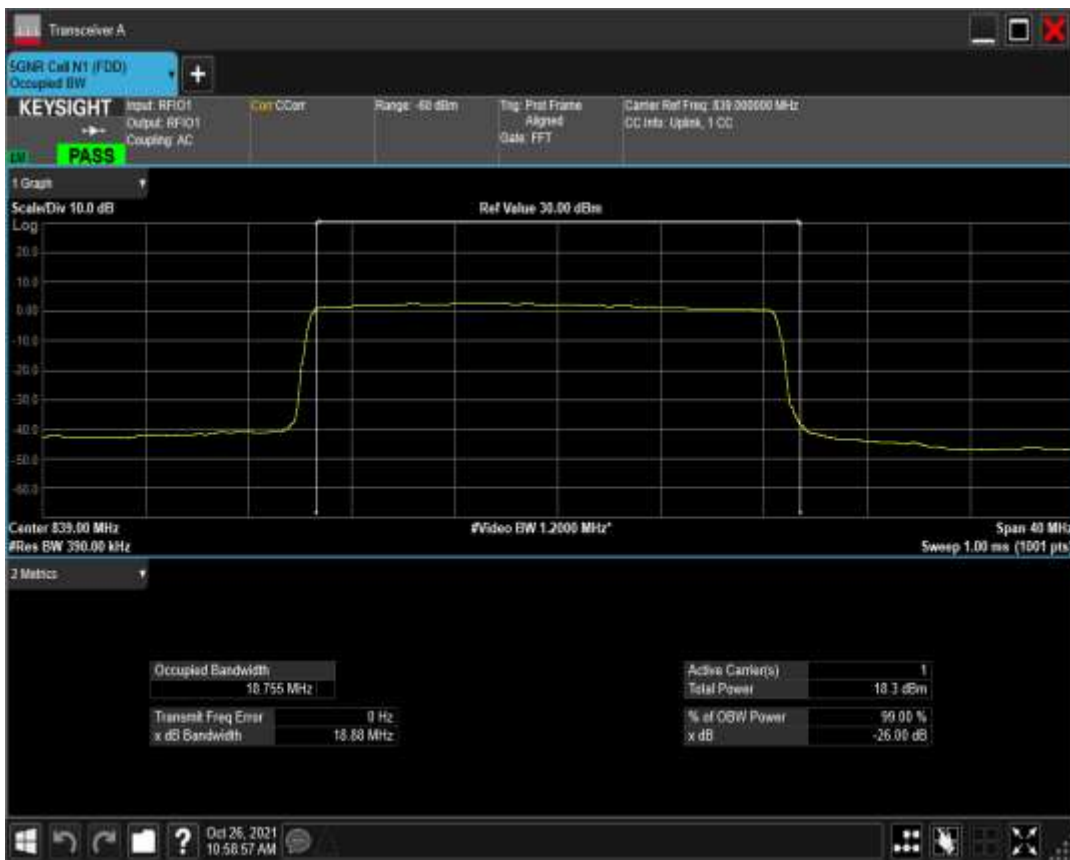 Transceiver A
5GNR Cell N1 (FDD)
Occupied BW
KEYSIGHT
PASS
Input: RFIO1
Output: RFIO1
Coupling: AC
Corr CCorr
Range: -60 dBm
Trig: Prot Frame
Aligned
Gate: FFT
Carrier Ref Freq: 839.000000 MHz
CC Info: Uplink, 1 CC
1 Graph
Scale/Div 10.0 dB
Ref Value 30.00 dBm
Log
20.0
10.0
0.00
-10.0
-20.0
-30.0
-40.0
-50.0
-60.0
Center 839.00 MHz
#Video BW 1.2000 MHz*
Span 40 MHz
#Res BW 390.00 kHz
Sweep 1.00 ms (1001 pts)
2 Metrics
Occupied Bandwidth
18.755 MHz
Transmit Freq Error 0 Hz
x dB Bandwidth 18.88 MHz
Active Carrier(s) 1
Total Power 18.3 dBm
% of OBW Power 99.00 %
x dB -26.00 dB
?
Oct 26, 2021
10:58:57 AM